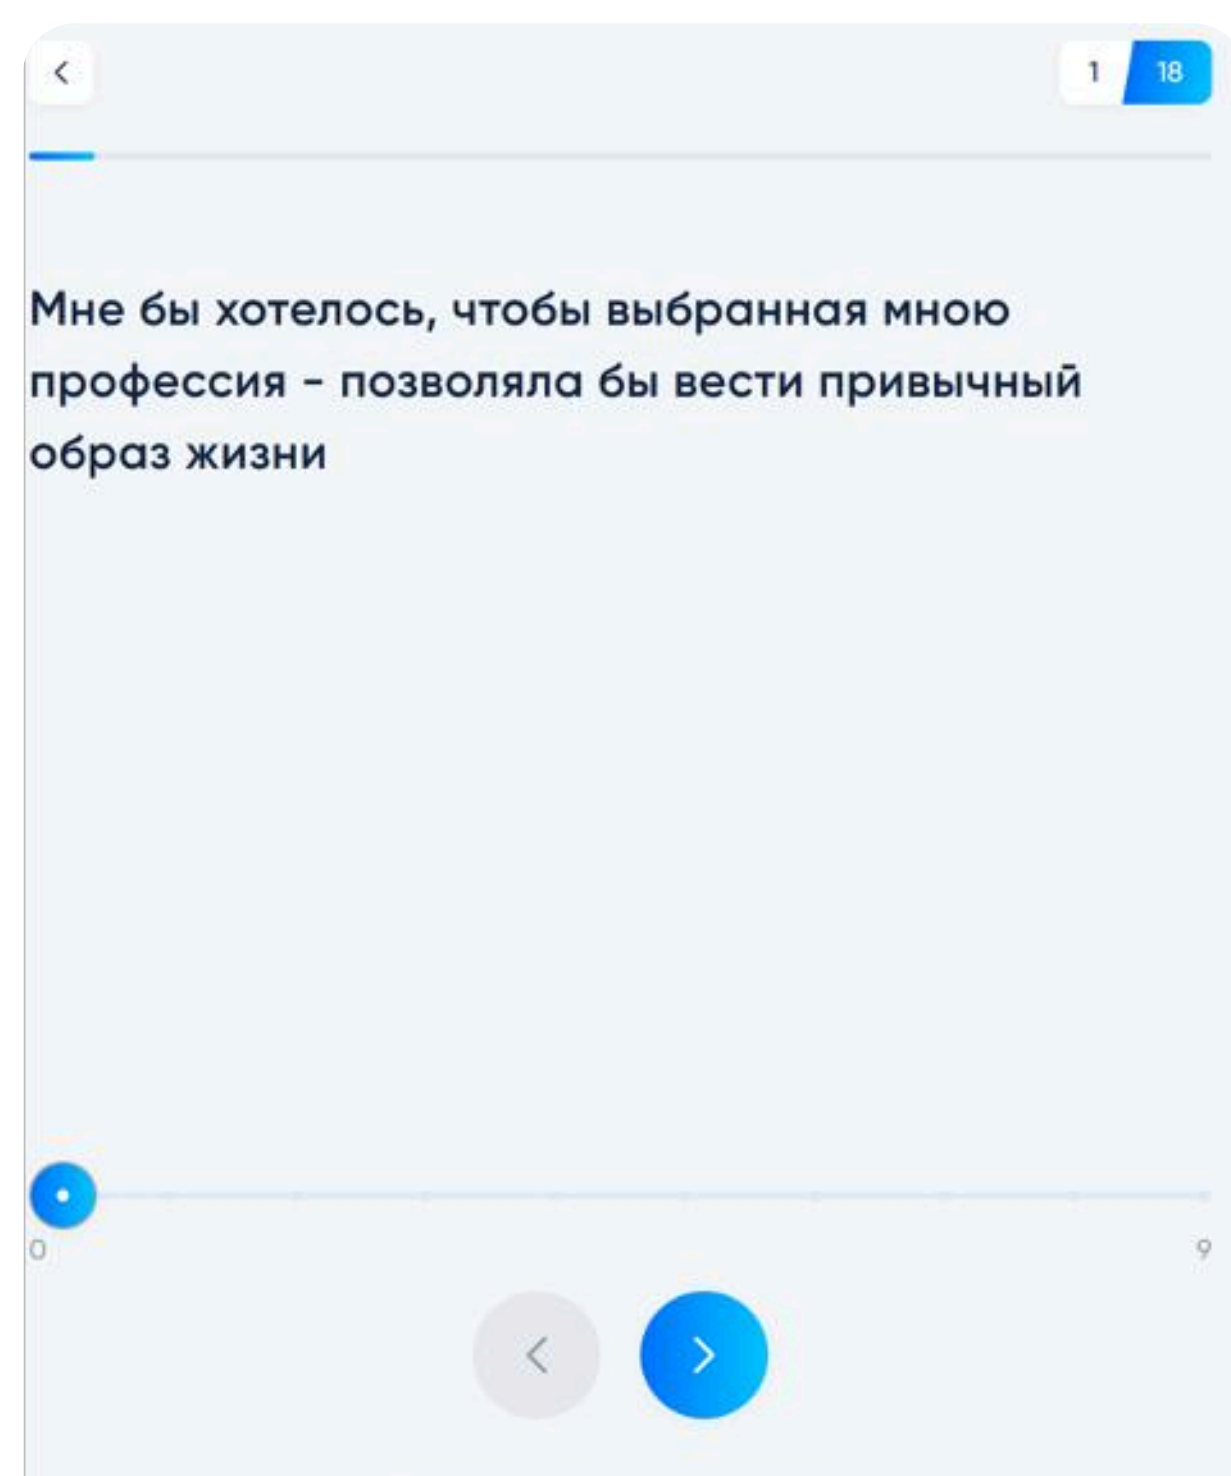 1 18
Мне бы хотелось, чтобы выбранная мною
профессия - позволяла бы вести привычный
образ жизни
0 9